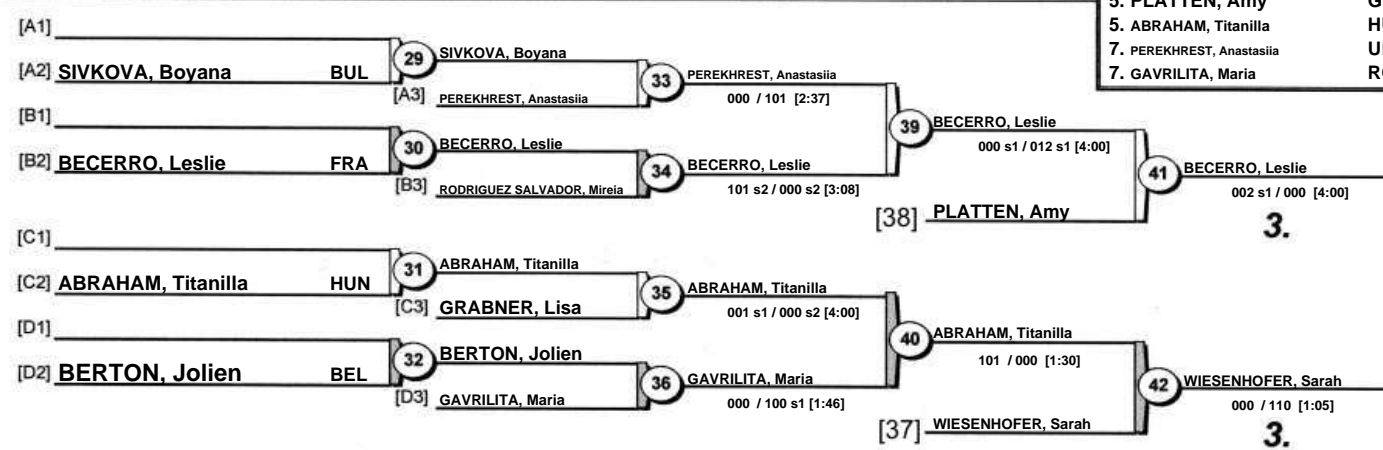 5. PLATTEN, Amy G
5. ABRAHAM, Titanilla HU
7. PEREKHREST, Anastasiia U
7. GAVRILITA, Maria RO
[A1]
[A2] SIVKOVA, Boyana BUL
29
SIVKOVA, Boyana
[A3] PEREKHREST, Anastasiia
33
PEREKHREST, Anastasiia
000 / 101 [2:37]
[B1]
[B2] BECERRO, Leslie FRA
30
BECERRO, Leslie
[B3] RODRIGUEZ SALVADOR, Mireia
34
BECERRO, Leslie
101 s2 / 000 s2 [3:08]
39
BECERRO, Leslie
000 s1 / 012 s1 [4:00]
[38] PLATTEN, Amy
41
BECERRO, Leslie
002 s1 / 000 [4:00]
3.
[C1]
[C2] ABRAHAM, Titanilla HUN
31
ABRAHAM, Titanilla
[C3] GRABNER, Lisa
35
ABRAHAM, Titanilla
001 s1 / 000 s2 [4:00]
[D1]
[D2] BERTON, Jolien BEL
32
BERTON, Jolien
[D3] GAVRILITA, Maria
36
GAVRILITA, Maria
000 / 100 s1 [1:46]
40
ABRAHAM, Titanilla
101 / 000 [1:30]
[37] WIESENHOFER, Sarah
42
WIESENHOFER, Sarah
000 / 110 [1:05]
3.